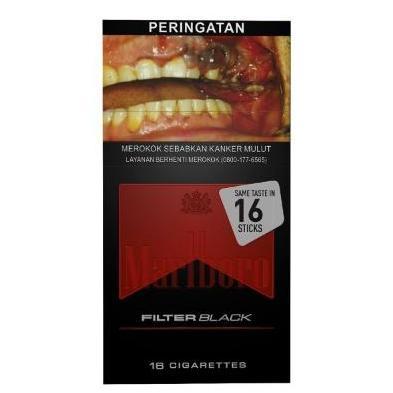 PERINGATAN
MEROKOK SEBABKAN KANKER MULUT
LAYANAN BERHENTI MEROKOK (0800-177-6565)
SAME TASTE IN
16
STICKS
Marlboro
FILTER BLACK
16 CIGARETTES